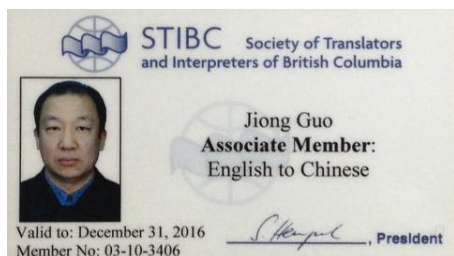 STIBC Society of Translators
and Interpreters of British Columbia
Jiong Guo
Associate Member:
English to Chinese
Valid to: December 31, 2016
Member No: 03-10-3406
, President